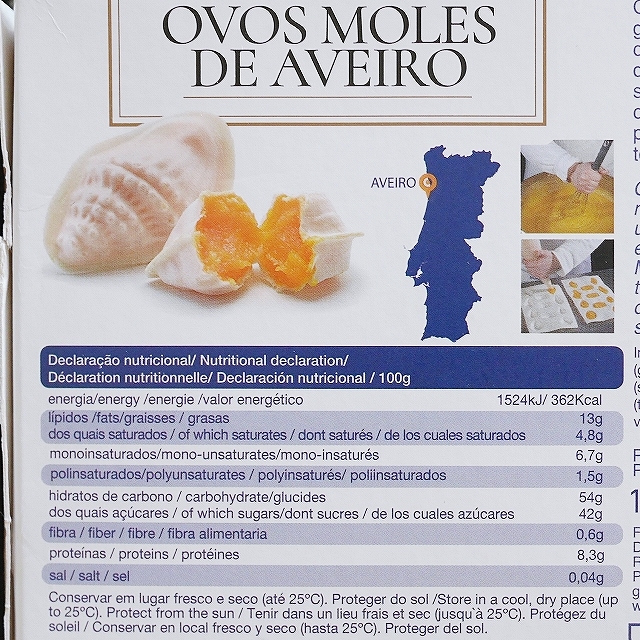 OVOS MOLES
DE AVEIRO
AVEIRO
Declaração nutricional/ Nutritional declaration/
Déclaration nutritionnelle/ Declaración nutricional / 100g
energia/energy /energie /valor energético 1524kJ/ 362Kcal
lípidos /fats/graisses / grasas 13g
dos quais saturados / of which saturates / dont saturés / de los cuales saturados 4,8g
monoinsaturados/mono-unsaturates/mono-insaturés 6,7g
polinsaturados/polyunsaturates / polyinsaturés/ poliinsaturados 1,5g
hidratos de carbono / carbohydrate/glucides 54g
dos quais açúcares / of which sugars/dont sucres / de los cuales azúcares 42g
fibra / fiber / fibre / fibra alimentaria 0,6g
proteínas / proteins / protéines 8,3g
sal / salt / sel 0,04g
Conservar em lugar fresco e seco (até 25ºC). Proteger do sol /Store in a cool, dry place (up
to 25ºC). Protect from the sun / Tenir dans un lieu frais et sec (jusqu'à 25ºC). Protégez du
soleil / Conservar en local fresco y seco (hasta 25ºC). Proteger del sol.